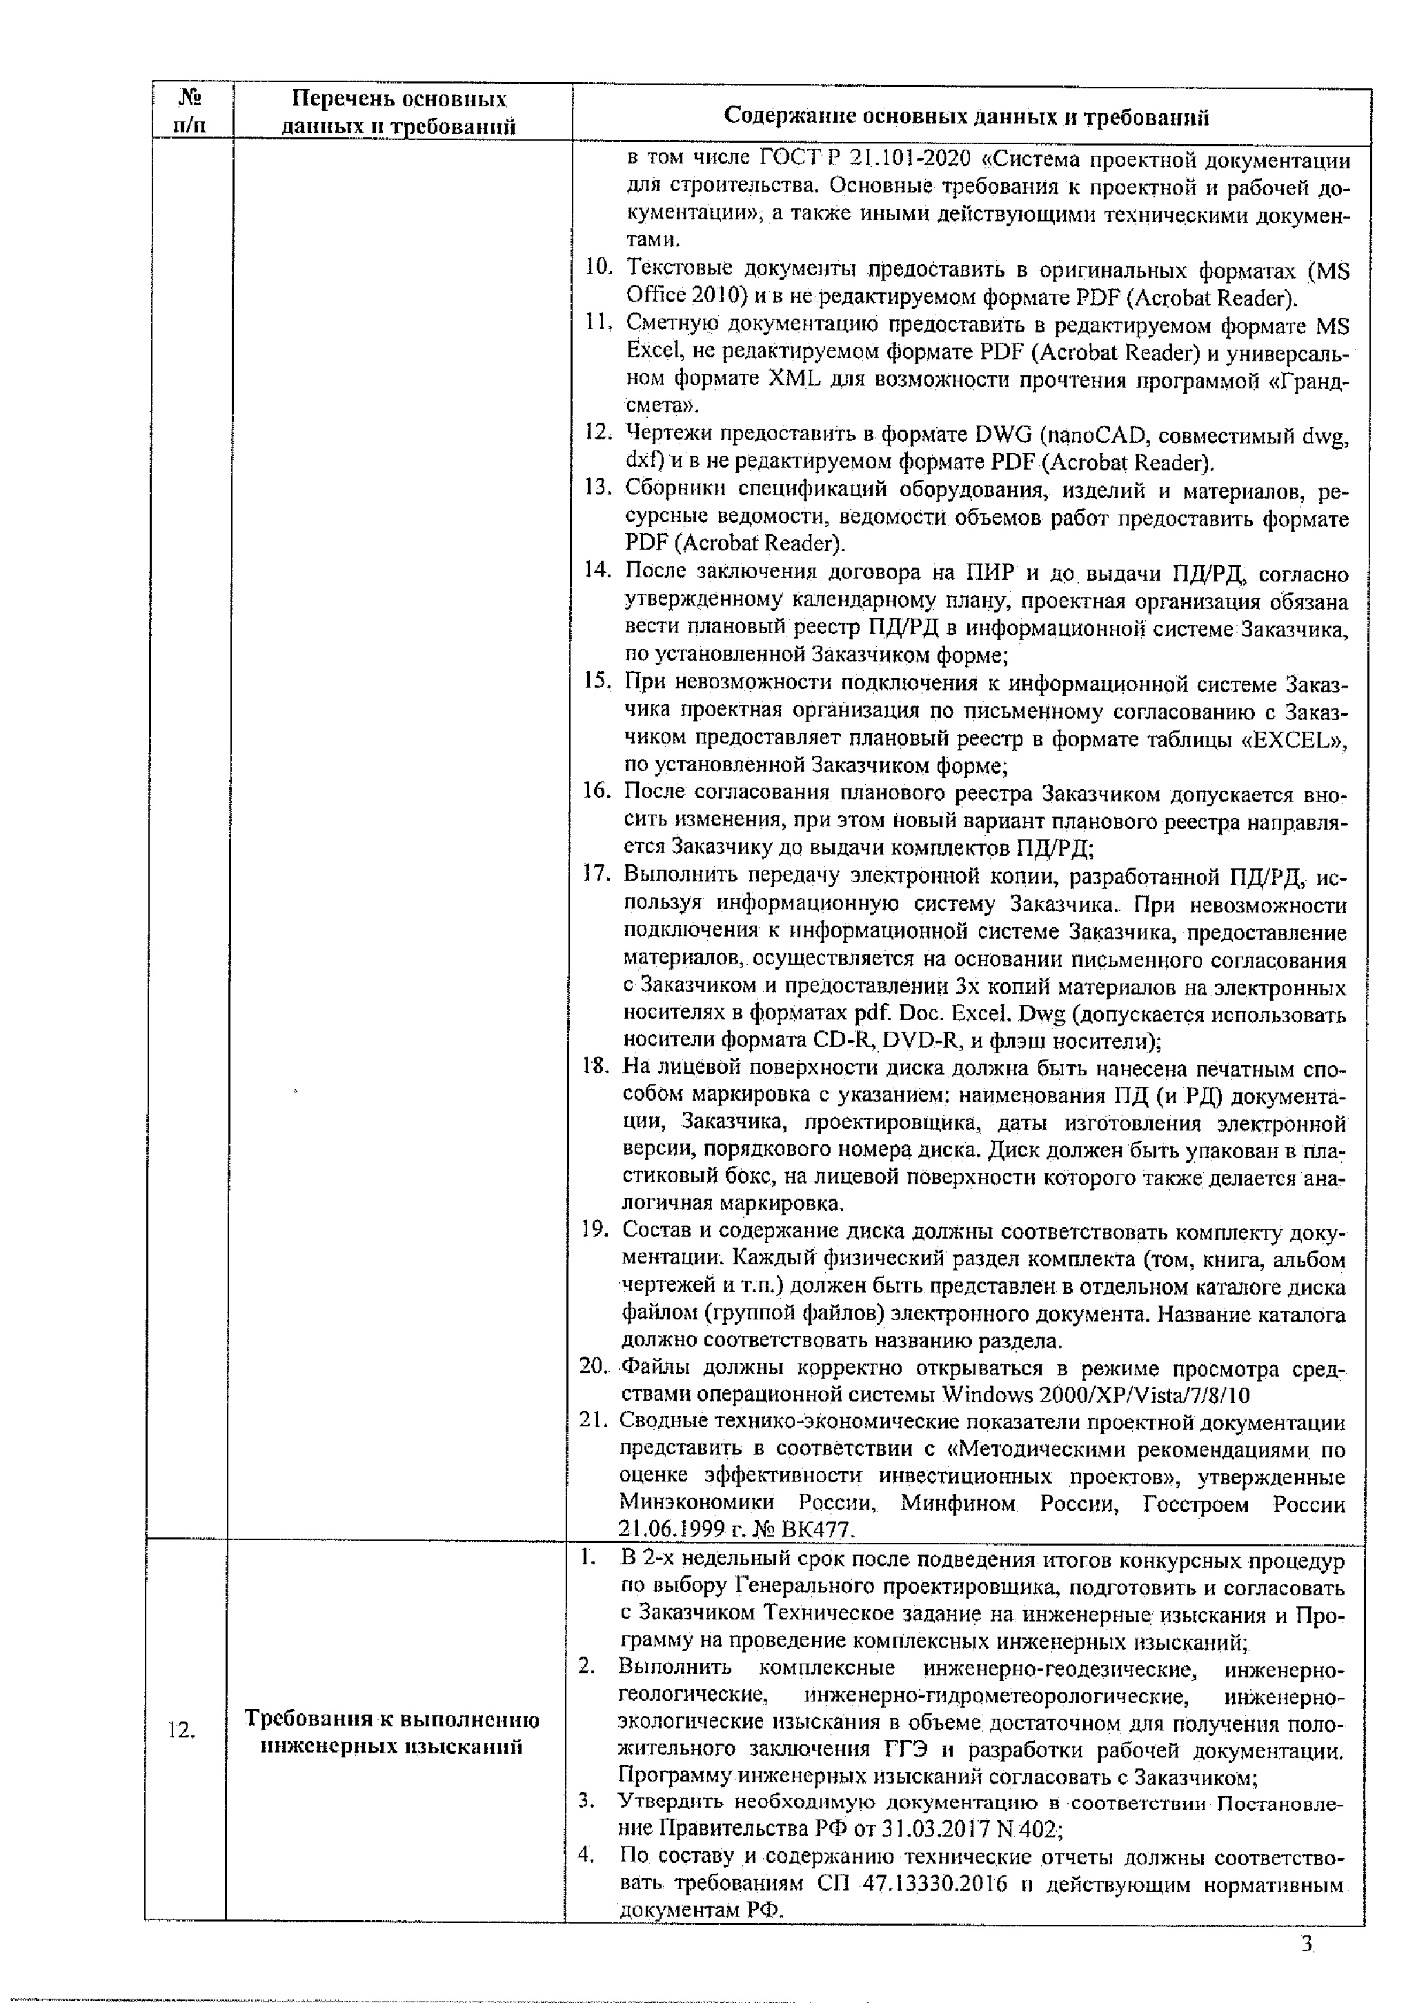 №
п/п
Перечень основных
данных и требований
Содержание основных данных и требований
в том числе ГОСТ Р 21.101-2020 «Система проектной документации
для строительства. Основные требования к проектной и рабочей до-
кументации», а также иными действующими техническими докумен-
тами.
10. Текстовые документы предоставить в оригинальных форматах (MS
Office 2010) и в не редактируемом формате PDF (Acrobat Reader).
11. Сметную документацию предоставить в редактируемом формате MS
Excel, не редактируемом формате PDF (Acrobat Reader) и универсаль-
ном формате XML для возможности прочтения программой «Гранд-
смета».
12. Чертежи предоставить в формате DWG (nanoCAD, совместимый dwg,
dxf) и в не редактируемом формате PDF (Acrobat Reader).
13. Сборники спецификаций оборудования, изделий и материалов, ре-
сурсные ведомости, ведомости объемов работ предоставить формате
PDF (Acrobat Reader).
14. После заключения договора на ПИР и до выдачи ПД/РД, согласно
утвержденному календарному плану, проектная организация обязана
вести плановый реестр ПД/РД в информационной системе Заказчика,
по установленной Заказчиком форме;
15. При невозможности подключения к информационной системе Заказ-
чика проектная организация по письменному согласованию с Заказ-
чиком предоставляет плановый реестр в формате таблицы «EXCEL»,
по установленной Заказчиком форме;
16. После согласования планового реестра Заказчиком допускается вно-
сить изменения, при этом новый вариант планового реестра направля-
ется Заказчику до выдачи комплектов ПД/РД;
17. Выполнить передачу электронной копии, разработанной ПД/РД, ис-
пользуя информационную систему Заказчика. При невозможности
подключения к информационной системе Заказчика, предоставление
материалов, осуществляется на основании письменного согласования
с Заказчиком и предоставлении 3х копий материалов на электронных
носителях в форматах pdf. Doc. Excel. Dwg (допускается использовать
носители формата CD-R, DVD-R, и флэш носители);
18. На лицевой поверхности диска должна быть нанесена печатным спо-
собом маркировка с указанием: наименования ПД (и РД) документа-
ции, Заказчика, проектировщика, даты изготовления электронной
версии, порядкового номера диска. Диск должен быть упакован в пла-
стиковый бокс, на лицевой поверхности которого также делается ана-
логичная маркировка.
19. Состав и содержание диска должны соответствовать комплекту доку-
ментации. Каждый физический раздел комплекта (том, книга, альбом
чертежей и т.п.) должен быть представлен в отдельном каталоге диска
файлом (группой файлов) электронного документа. Название каталога
должно соответствовать названию раздела.
20. Файлы должны корректно открываться в режиме просмотра сред-
ствами операционной системы Windows 2000/XP/Vista/7/8/10
21. Сводные технико-экономические показатели проектной документации
представить в соответствии с «Методическими рекомендациями по
оценке эффективности инвестиционных проектов», утвержденные
Минэкономики России, Минфином России, Госстроем России
21.06.1999 г. № ВК477.
12.
Требования к выполнению
инженерных изысканий
1. В 2-х недельный срок после подведения итогов конкурсных процедур
по выбору Генерального проектировщика, подготовить и согласовать
с Заказчиком Техническое задание на инженерные изыскания и Про-
грамму на проведение комплексных инженерных изысканий;
2. Выполнить комплексные инженерно-геодезические, инженерно-
геологические, инженерно-гидрометеорологические, инженерно-
экологические изыскания в объеме достаточном для получения поло-
жительного заключения ГГЭ и разработки рабочей документации.
Программу инженерных изысканий согласовать с Заказчиком;
3. Утвердить необходимую документацию в соответствии Постановле-
ние Правительства РФ от 31.03.2017 N 402;
4. По составу и содержанию технические отчеты должны соответство-
вать требованиям СП 47.13330.2016 и действующим нормативным
документам РФ.
3